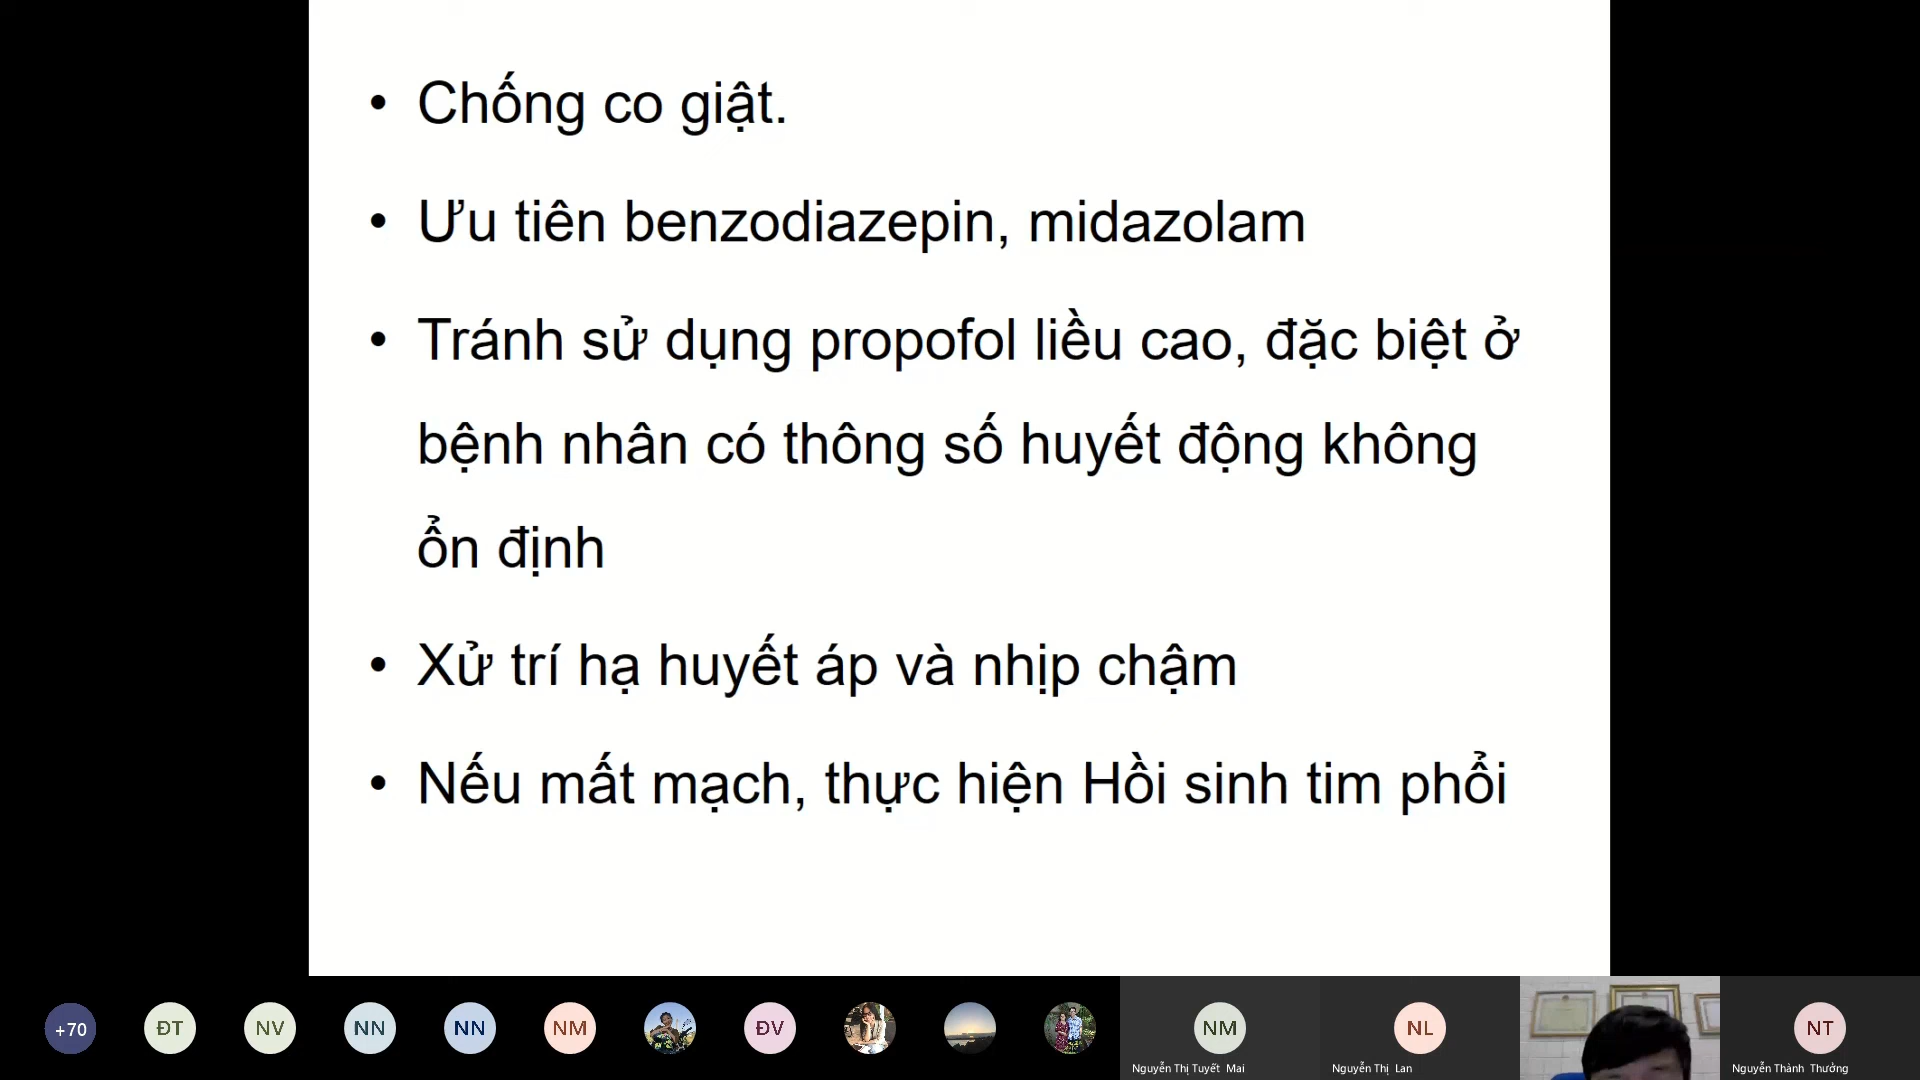 • Chống co giật.
• Ưu tiên benzodiazepin, midazolam
• Tránh sử dụng propofol liều cao, đặc biệt ở
bệnh nhân có thông số huyết động không
ổn định
• Xử trí hạ huyết áp và nhịp chậm
• Nếu mất mạch, thực hiện Hồi sinh tim phổi
+70 ĐT NV NN NN NM ĐV NM NL NT
Nguyễn Thị Tuyết Mai Nguyễn Thị Lan Nguyễn Thành Thưởng